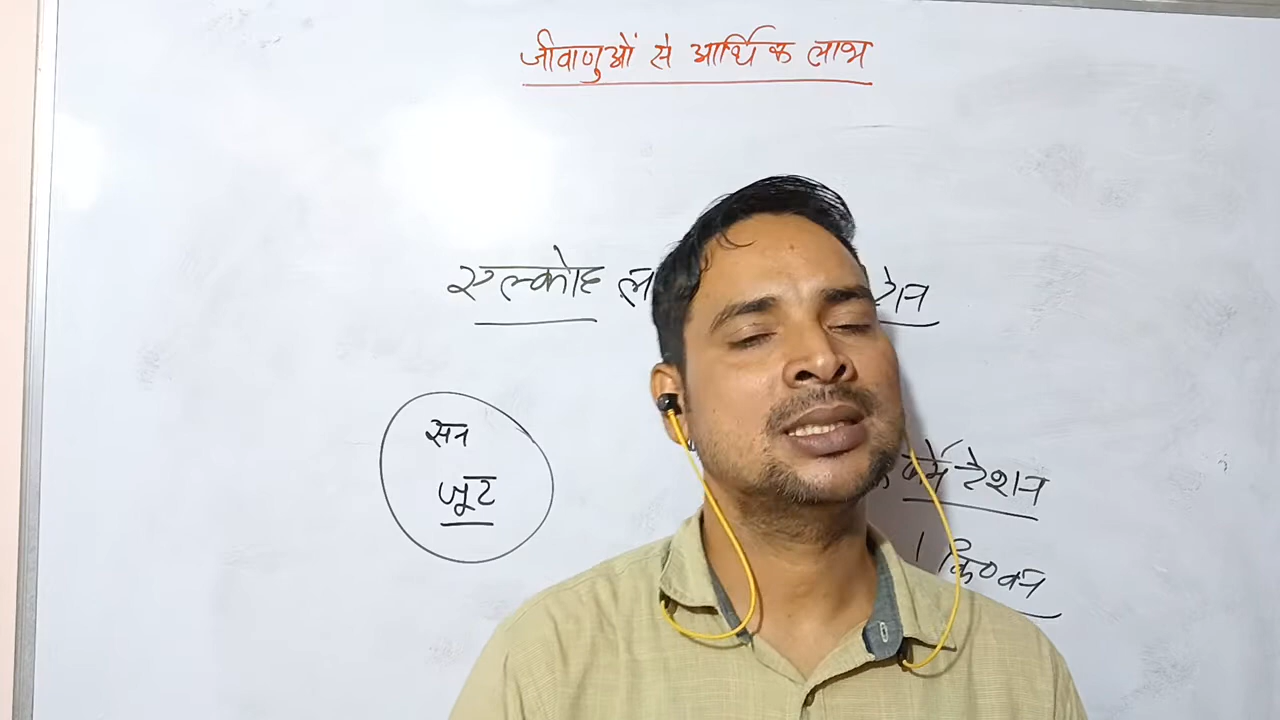 जीवाणुओं से आर्थिक लाभ
एल्कोह
टेशन
सन
जूट
किण्वन